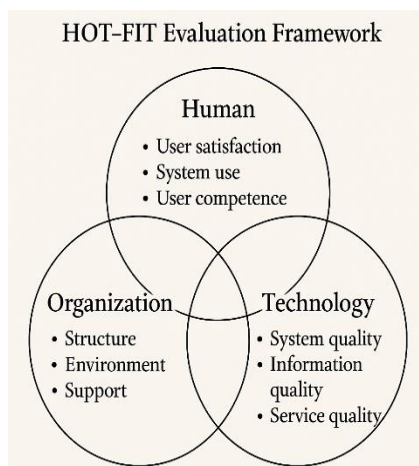 HOT–FIT Evaluation Framework
Human
• User satisfaction
• System use
• User competence
Organization
• Structure
• Environment
• Support
Technology
• System quality
• Information
quality
• Service quality